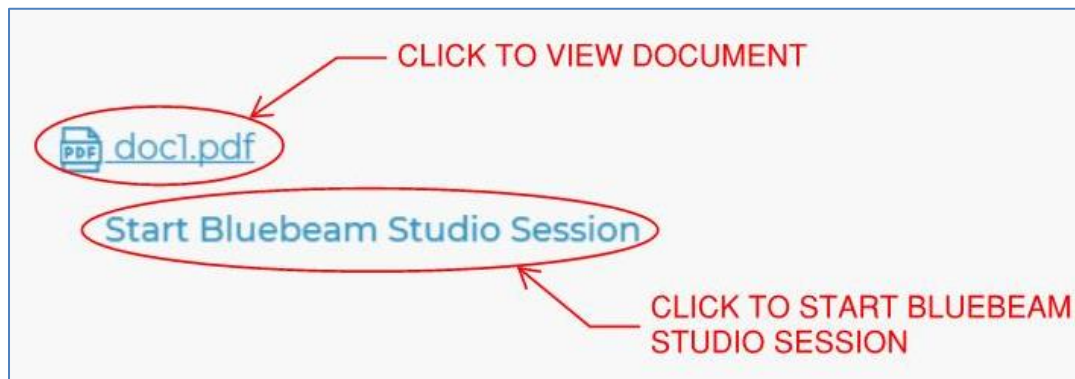 CLICK TO VIEW DOCUMENT
PDF doc1.pdf
Start Bluebeam Studio Session
CLICK TO START BLUEBEAM
STUDIO SESSION